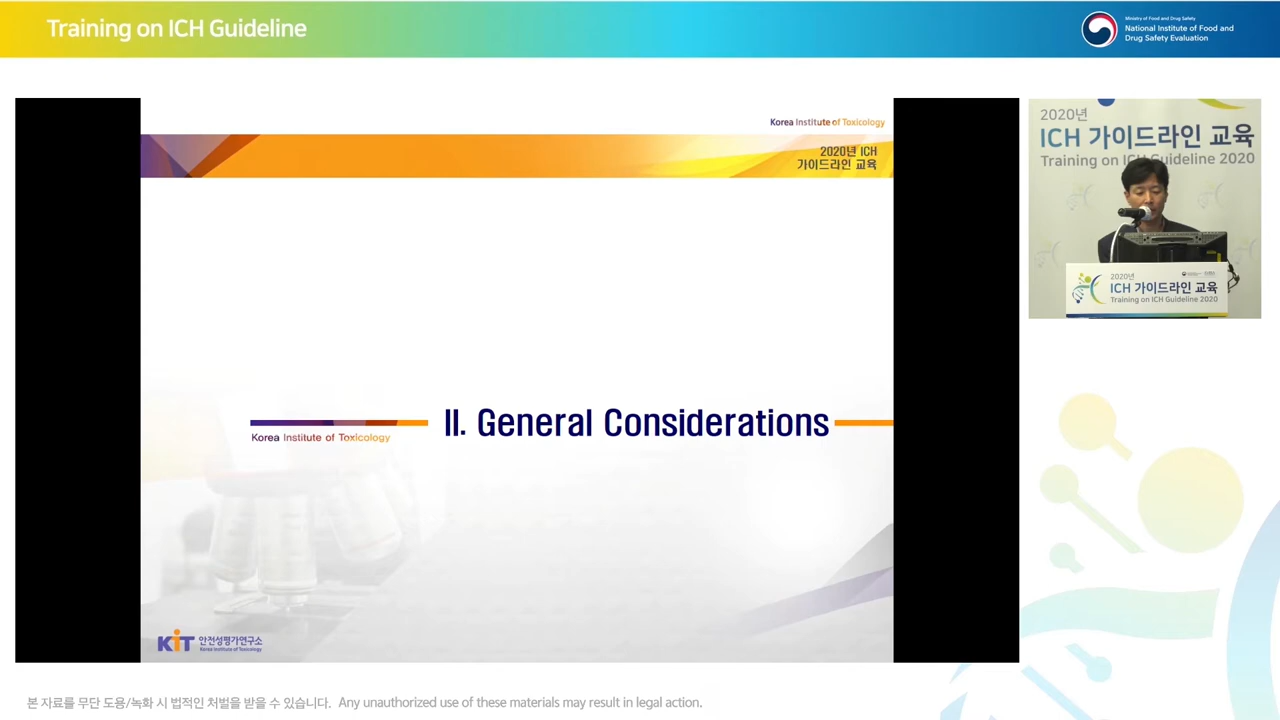 Training on ICH Guideline
Ministry of Food and Drug Safety
National Institute of Food and
Drug Safety Evaluation
Korea Institute of Toxicology
2020년 ICH
가이드라인 교육
II. General Considerations
Korea Institute of Toxicology
KIT 안전성평가연구소
Korea Institute of Toxicology
2020년
ICH 가이드라인 교육
Training on ICH Guideline 2020
2020년
ICH 가이드라인 교육
Training on ICH Guideline 2020
본 자료를 무단 도용/녹화 시 법적인 처벌을 받을 수 있습니다. Any unauthorized use of these materials may result in legal action.